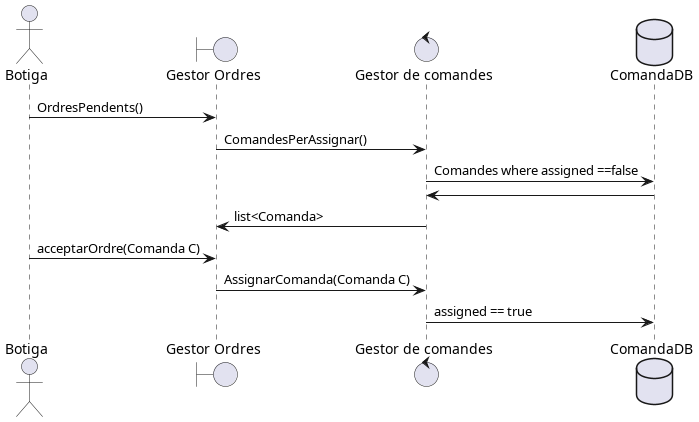 Botiga
Gestor Ordres
Gestor de comandes
ComandaDB
OrdresPendents()
ComandesPerAssignar()
Comandes where assigned ==false
list<Comanda>
acceptarOrdre(Comanda C)
AssignarComanda(Comanda C)
assigned == true
Botiga
Gestor Ordres
Gestor de comandes
ComandaDB